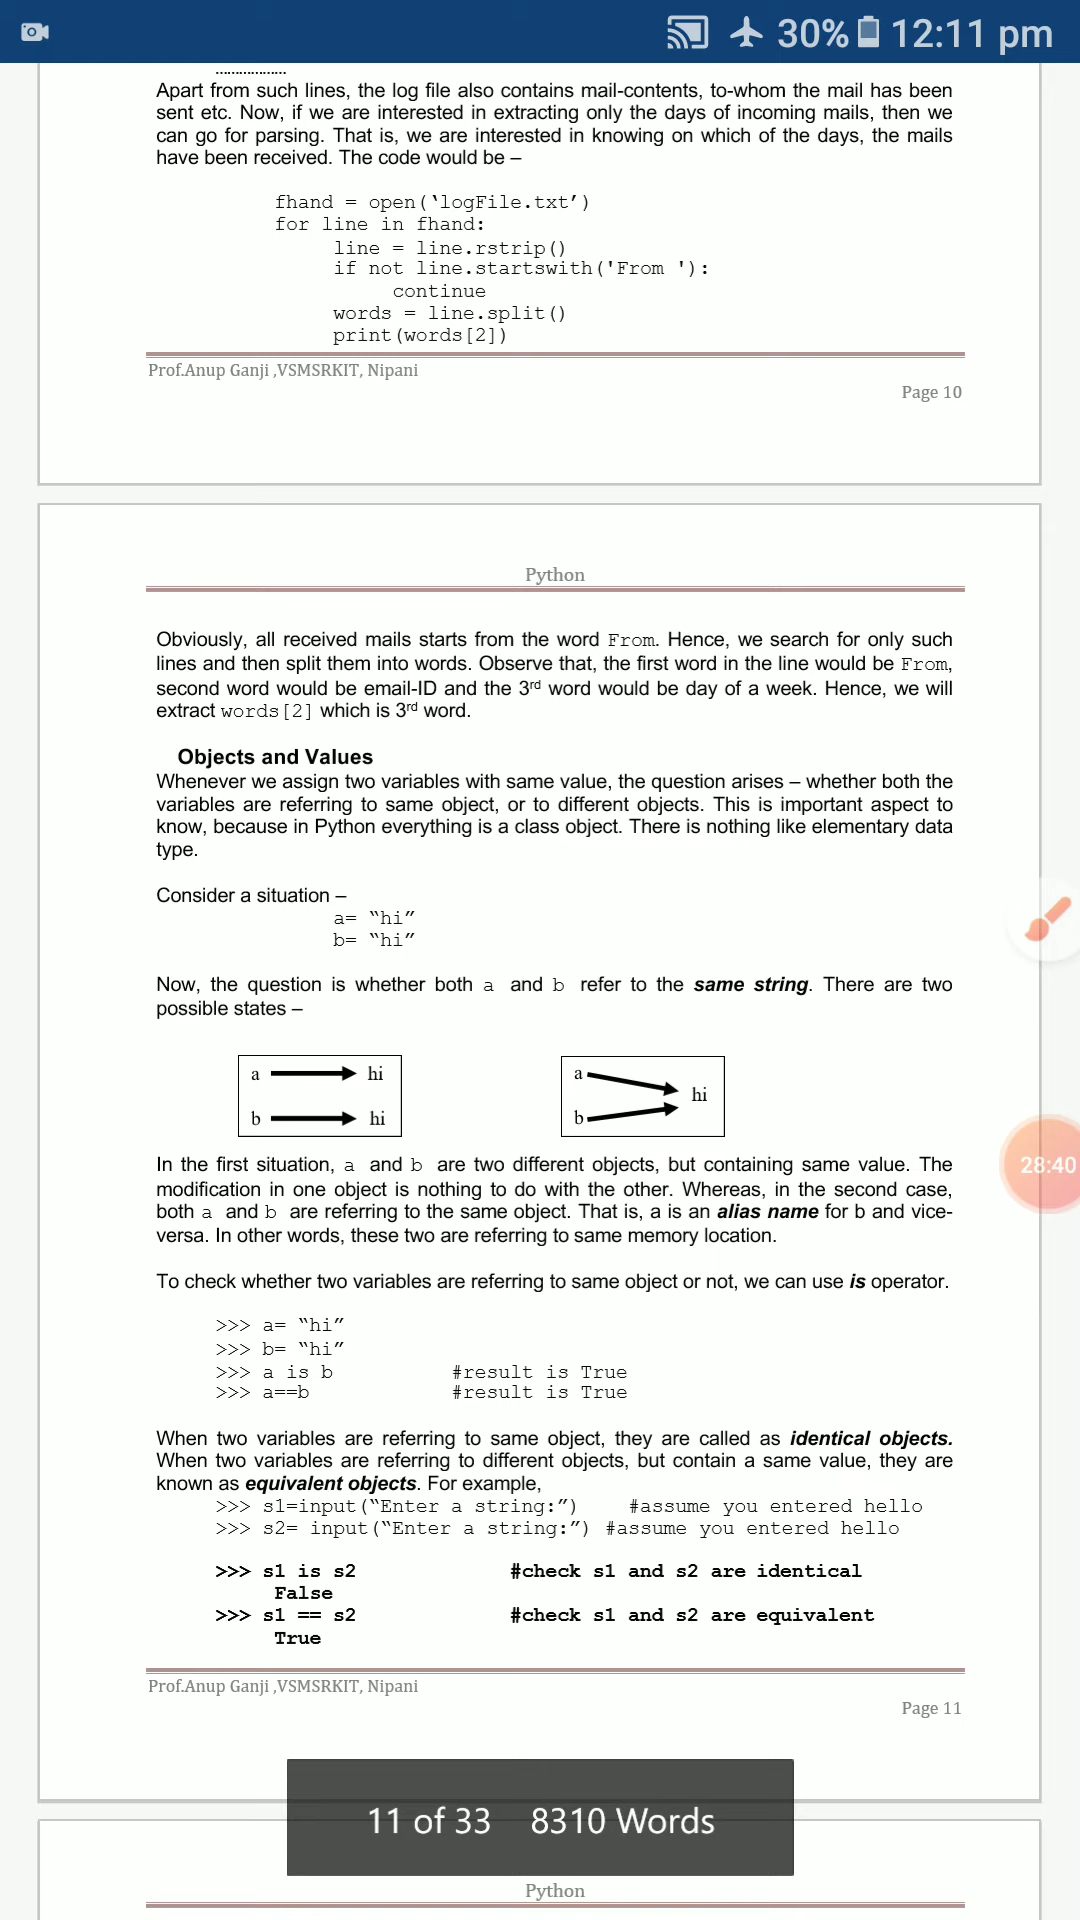 30% 12:11 pm
Apart from such lines, the log file also contains mail-contents, to-whom the mail has been
sent etc. Now, if we are interested in extracting only the days of incoming mails, then we
can go for parsing. That is, we are interested in knowing on which of the days, the mails
have been received. The code would be –
fhand = open(‘logFile.txt’)
for line in fhand:
line = line.rstrip()
if not line.startswith('From '):
continue
words = line.split()
print(words[2])
Prof.Anup Ganji ,VSMSRKIT, Nipani
Page 10
Python
Obviously, all received mails starts from the word From. Hence, we search for only such
lines and then split them into words. Observe that, the first word in the line would be From,
second word would be email-ID and the 3rd word would be day of a week. Hence, we will
extract words[2] which is 3rd word.
Objects and Values
Whenever we assign two variables with same value, the question arises – whether both the
variables are referring to same object, or to different objects. This is important aspect to
know, because in Python everything is a class object. There is nothing like elementary data
type.
Consider a situation –
a= “hi”
b= “hi”
Now, the question is whether both a and b refer to the same string. There are two
possible states –
a hi
b hi
a
hi
b
In the first situation, a and b are two different objects, but containing same value. The
modification in one object is nothing to do with the other. Whereas, in the second case,
both a and b are referring to the same object. That is, a is an alias name for b and vice-
versa. In other words, these two are referring to same memory location.
28:40
To check whether two variables are referring to same object or not, we can use is operator.
>>> a= “hi”
>>> b= “hi”
>>> a is b #result is True
>>> a==b #result is True
When two variables are referring to same object, they are called as identical objects.
When two variables are referring to different objects, but contain a same value, they are
known as equivalent objects. For example,
>>> s1=input(“Enter a string:”) #assume you entered hello
>>> s2= input(“Enter a string:”) #assume you entered hello
>>> s1 is s2 #check s1 and s2 are identical
False
>>> s1 == s2 #check s1 and s2 are equivalent
True
Prof.Anup Ganji ,VSMSRKIT, Nipani
Page 11
11 of 33 8310 Words
Python